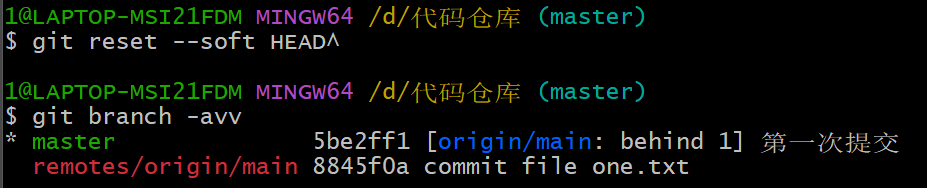 1@LAPTOP-MSI21FDM MINGW64 /d/代码仓库 (master)
$ git reset --soft HEAD^
1@LAPTOP-MSI21FDM MINGW64 /d/代码仓库 (master)
$ git branch -avv
* master 5be2ff1 [origin/main: behind 1] 第一次提交
remotes/origin/main 8845f0a commit file one.txt